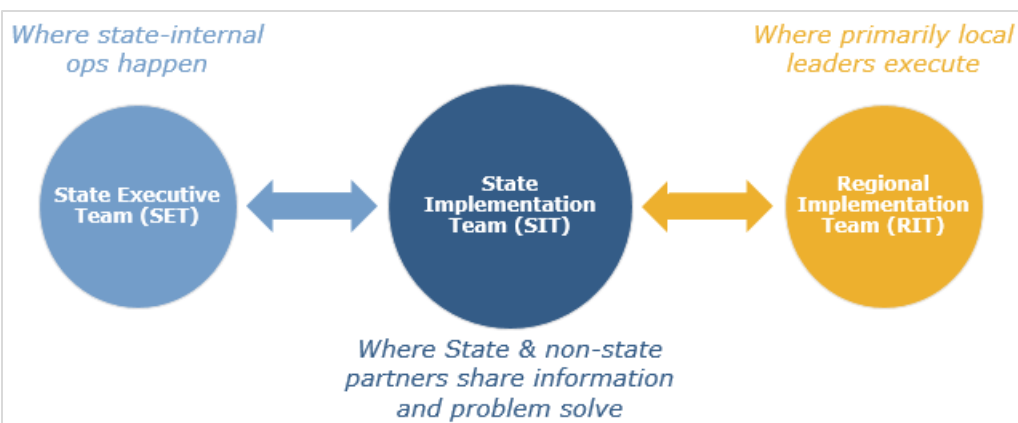 Where state-internal
ops happen
Where primarily local
leaders execute
State Executive
Team (SET)
State
Implementation
Team (SIT)
Regional
Implementation
Team (RIT)
Where State & non-state
partners share information
and problem solve